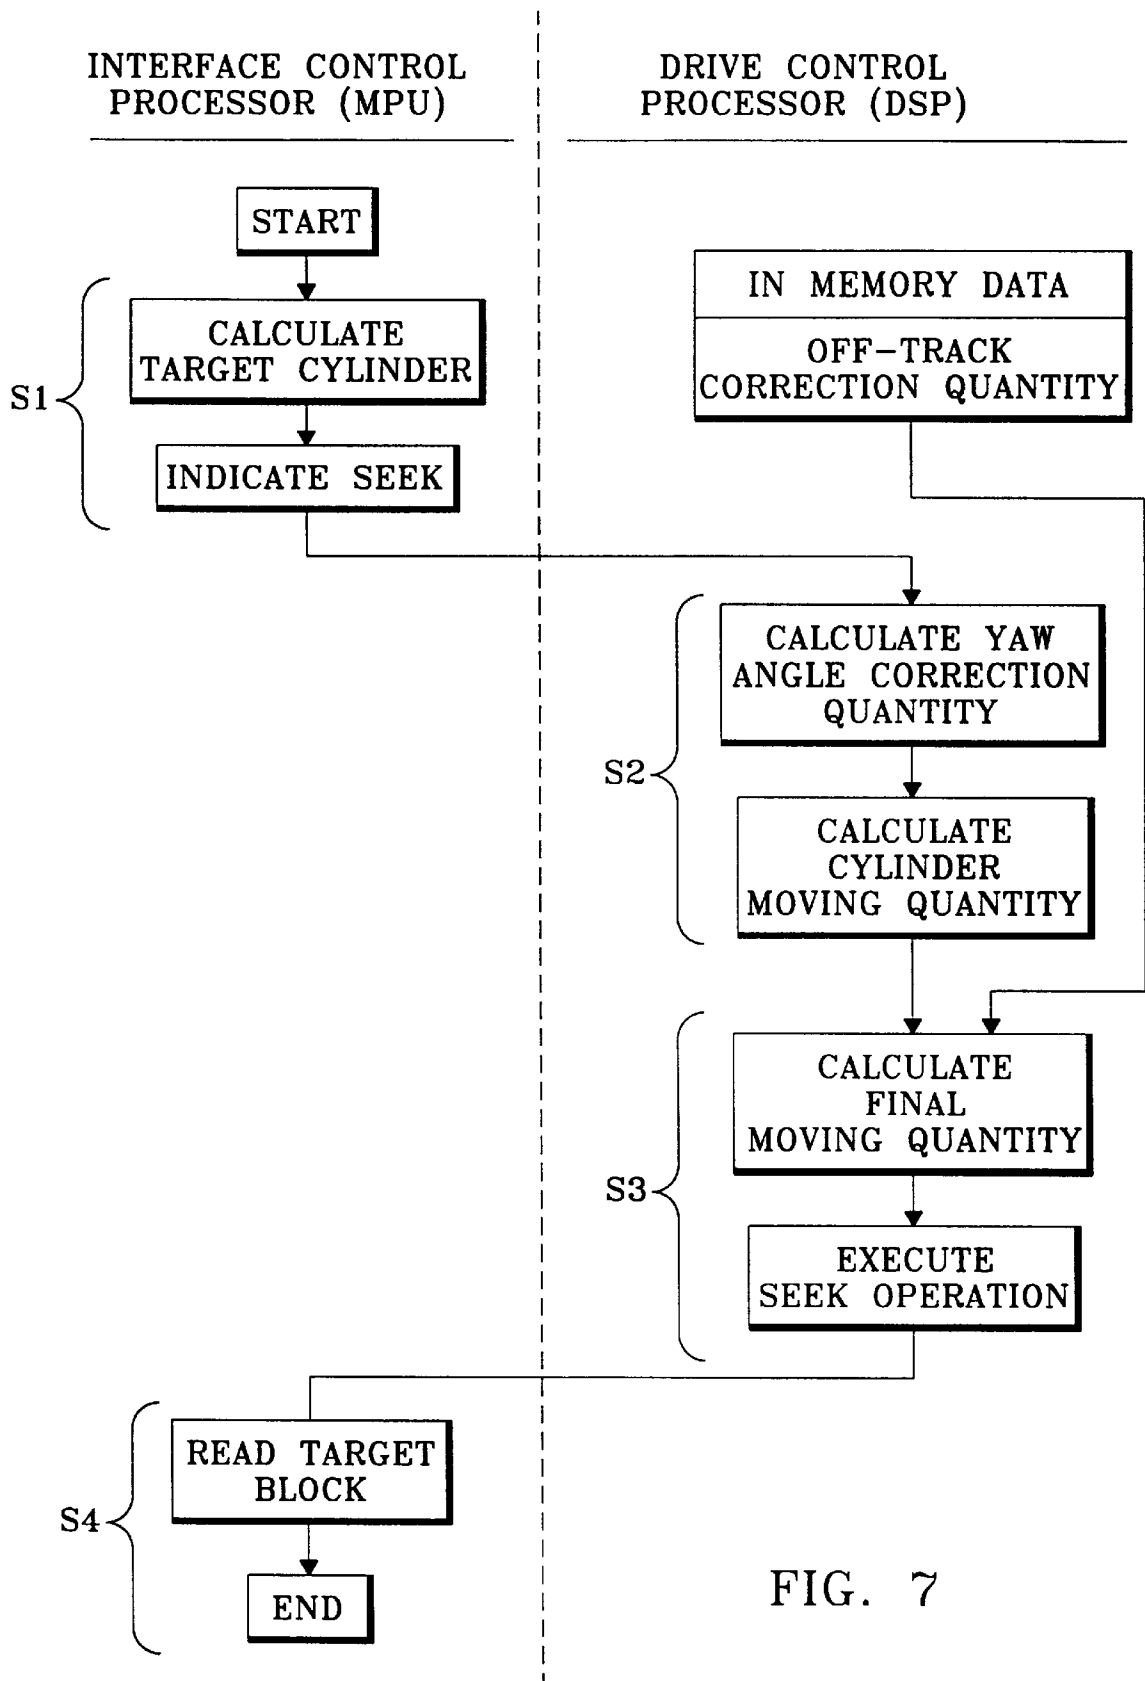 INTERFACE CONTROL
PROCESSOR (MPU)
DRIVE CONTROL
PROCESSOR (DSP)
START
IN MEMORY DATA
OFF-TRACK
CORRECTION QUANTITY
S1
CALCULATE
TARGET CYLINDER
INDICATE SEEK
S2
CALCULATE YAW
ANGLE CORRECTION
QUANTITY
CALCULATE
CYLINDER
MOVING QUANTITY
S3
CALCULATE
FINAL
MOVING QUANTITY
EXECUTE
SEEK OPERATION
S4
READ TARGET
BLOCK
END
FIG. 7